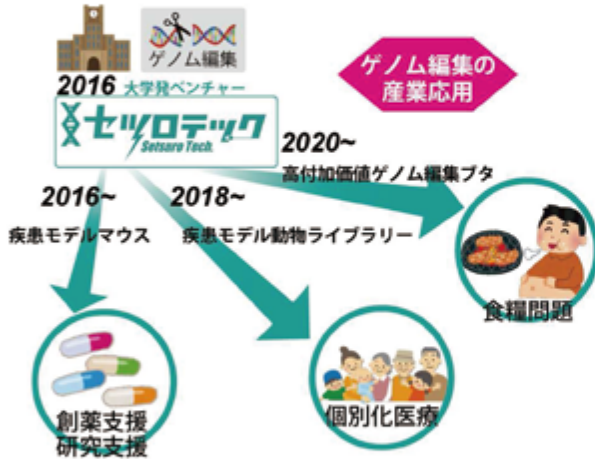 ゲノム編集
2016 大学発ベンチャー
セツロテック
Setsuro Tech.
ゲノム編集の
産業応用
2020~
高付加価値ゲノム編集ブタ
2016~
疾患モデルマウス
2018~
疾患モデル動物ライブラリー
食糧問題
創薬支援
研究支援
個別化医療